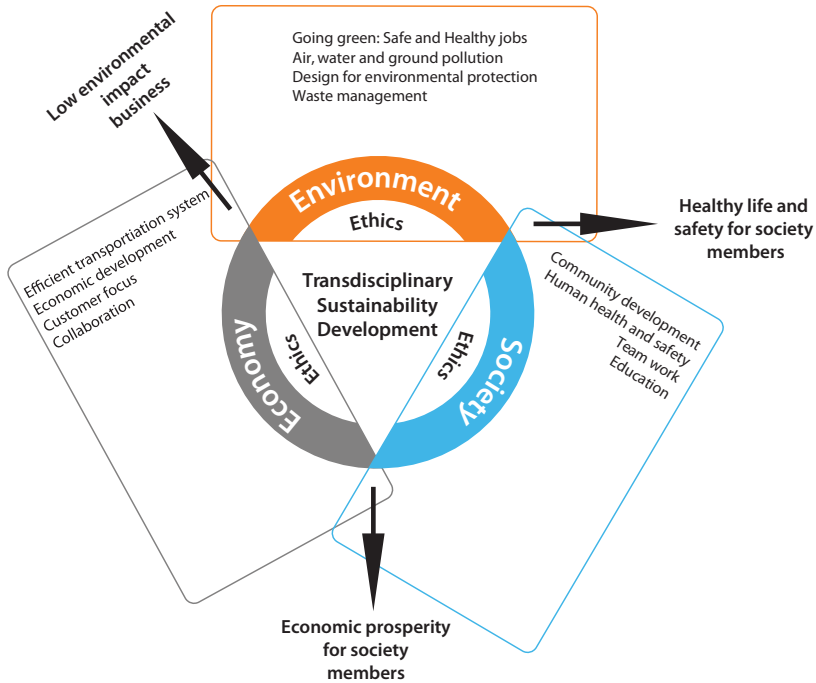 Low environmental
impact
business
Going green: Safe and Healthy jobs
Air, water and ground pollution
Design for environmental protection
Waste management
Environment
Ethics
Healthy life and
safety for society
members
Efficient transportiation system
Economic development
Customer focus
Collaboration
Transdisciplinary
Sustainability
Development
Community development
Human health and safety
Team work
Education
Economy
Ethics
Ethics
Society
Economic prosperity
for society
members